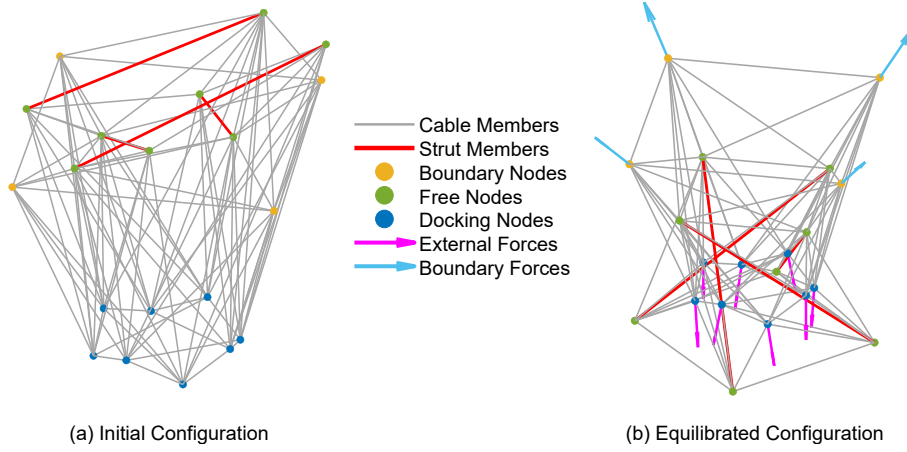 Cable Members
Strut Members
Boundary Nodes
Free Nodes
Docking Nodes
External Forces
Boundary Forces
(a) Initial Configuration
(b) Equilibrated Configuration